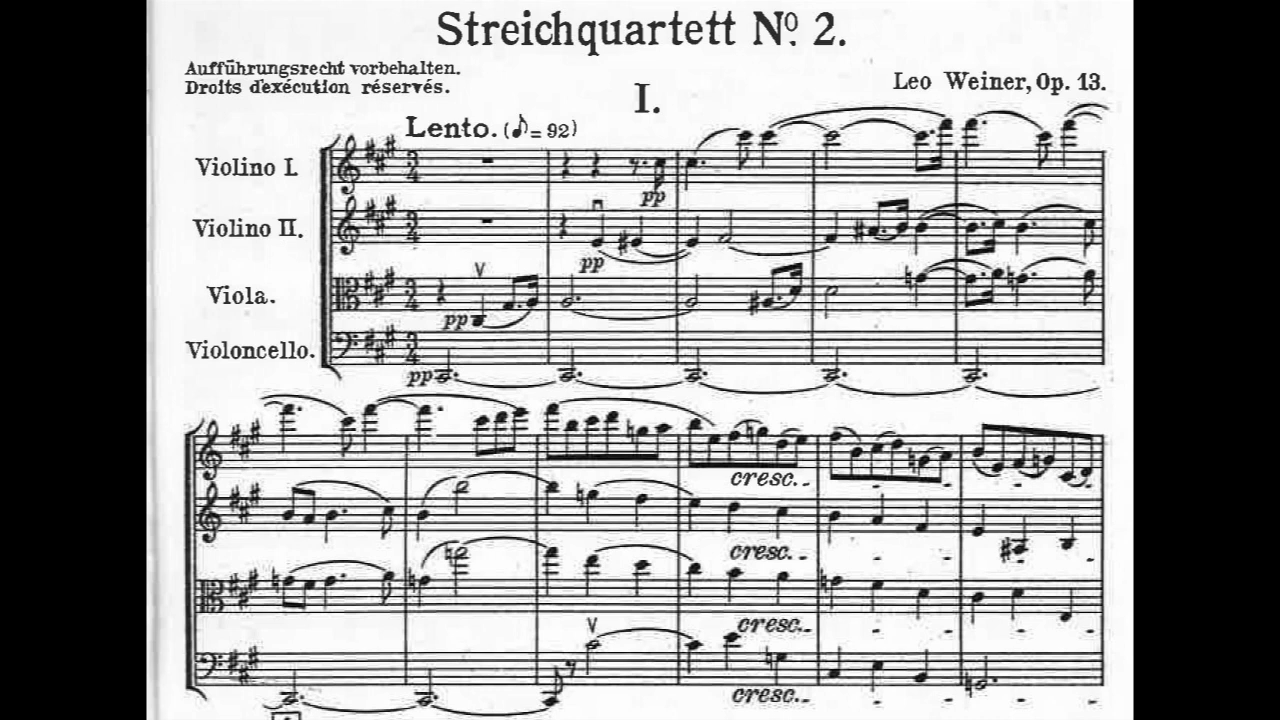 Streichquartett Nº 2.
Aufführungsrecht vorbehalten.
Droits d'exécution réservés.
Leo Weiner, Op. 13.
I.
Lento. (♪= 92)
Violino I.
pp
Violino II.
pp
Viola.
pp
Violoncello.
pp
cresc.
cresc.
cresc.
cresc.